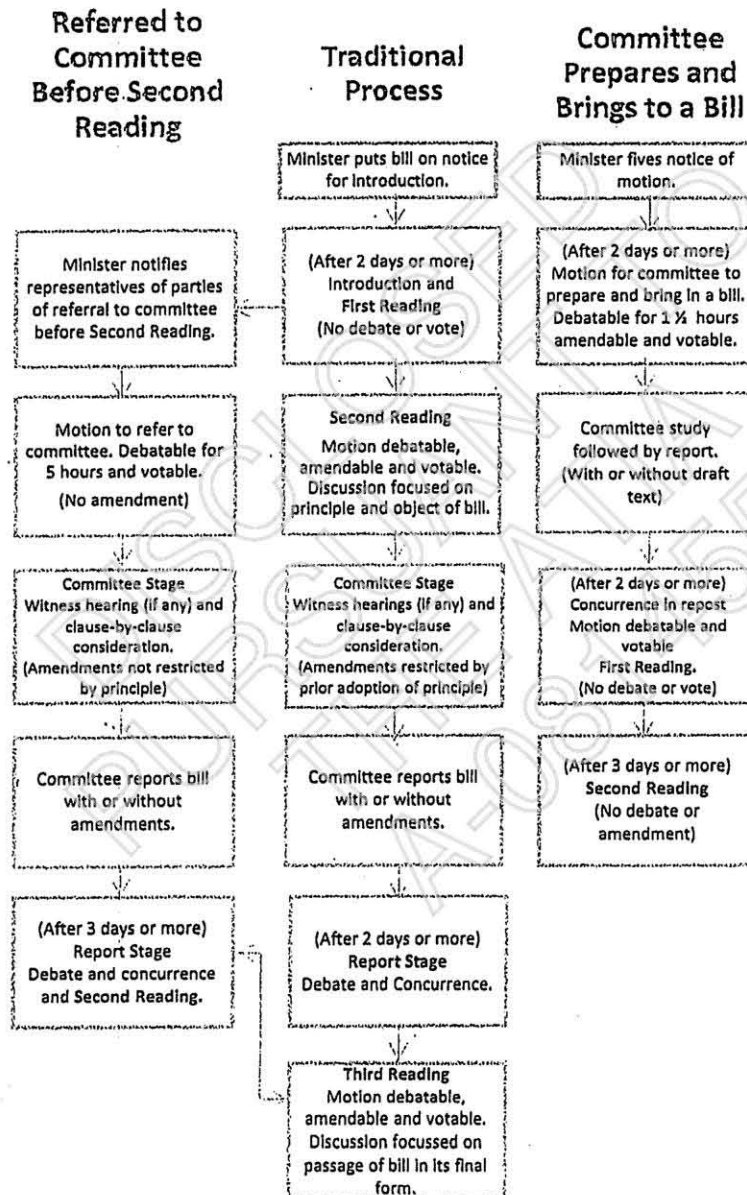 Referred to
Committee
Before Second
Reading
Minister notifies
representatives of parties
of referral to committee
before Second Reading.
Motion to refer to
committee. Debatable for
5 hours and votable.
(No amendment)
Committee Stage
Witness hearing (if any) and
clause-by-clause
consideration.
(Amendments not restricted
by principle)
Committee reports bill
with or without
amendments.
(After 3 days or more)
Report Stage
Debate and concurrence
and Second Reading.
Traditional
Process
Minister puts bill on notice
for introduction.
(After 2 days or more)
Introduction and
First Reading
(No debate or vote)
Second Reading
Motion debatable,
amendable and votable.
Discussion focused on
principle and object of bill.
Committee Stage
Witness hearings (if any) and
clause-by-clause
consideration.
(Amendments restricted by
prior adoption of principle)
Committee reports bill
with or without
amendments.
(After 2 days or more)
Report Stage
Debate and Concurrence.
Third Reading
Motion debatable,
amendable and votable.
Discussion focussed on
passage of bill in its final
form.
Committee
Prepares and
Brings to a Bill
Minister fives notice of
motion.
(After 2 days or more)
Motion for committee to
prepare and bring in a bill.
Debatable for 1 ½ hours
amendable and votable.
Committee study
followed by report.
(With or without draft
text)
(After 2 days or more)
Concurrence in repost
Motion debatable and
votable
First Reading.
(No debate or vote)
(After 3 days or more)
Second Reading
(No debate or
amendment)
DISCLOSED
PURSUANT TO
THE ATIA